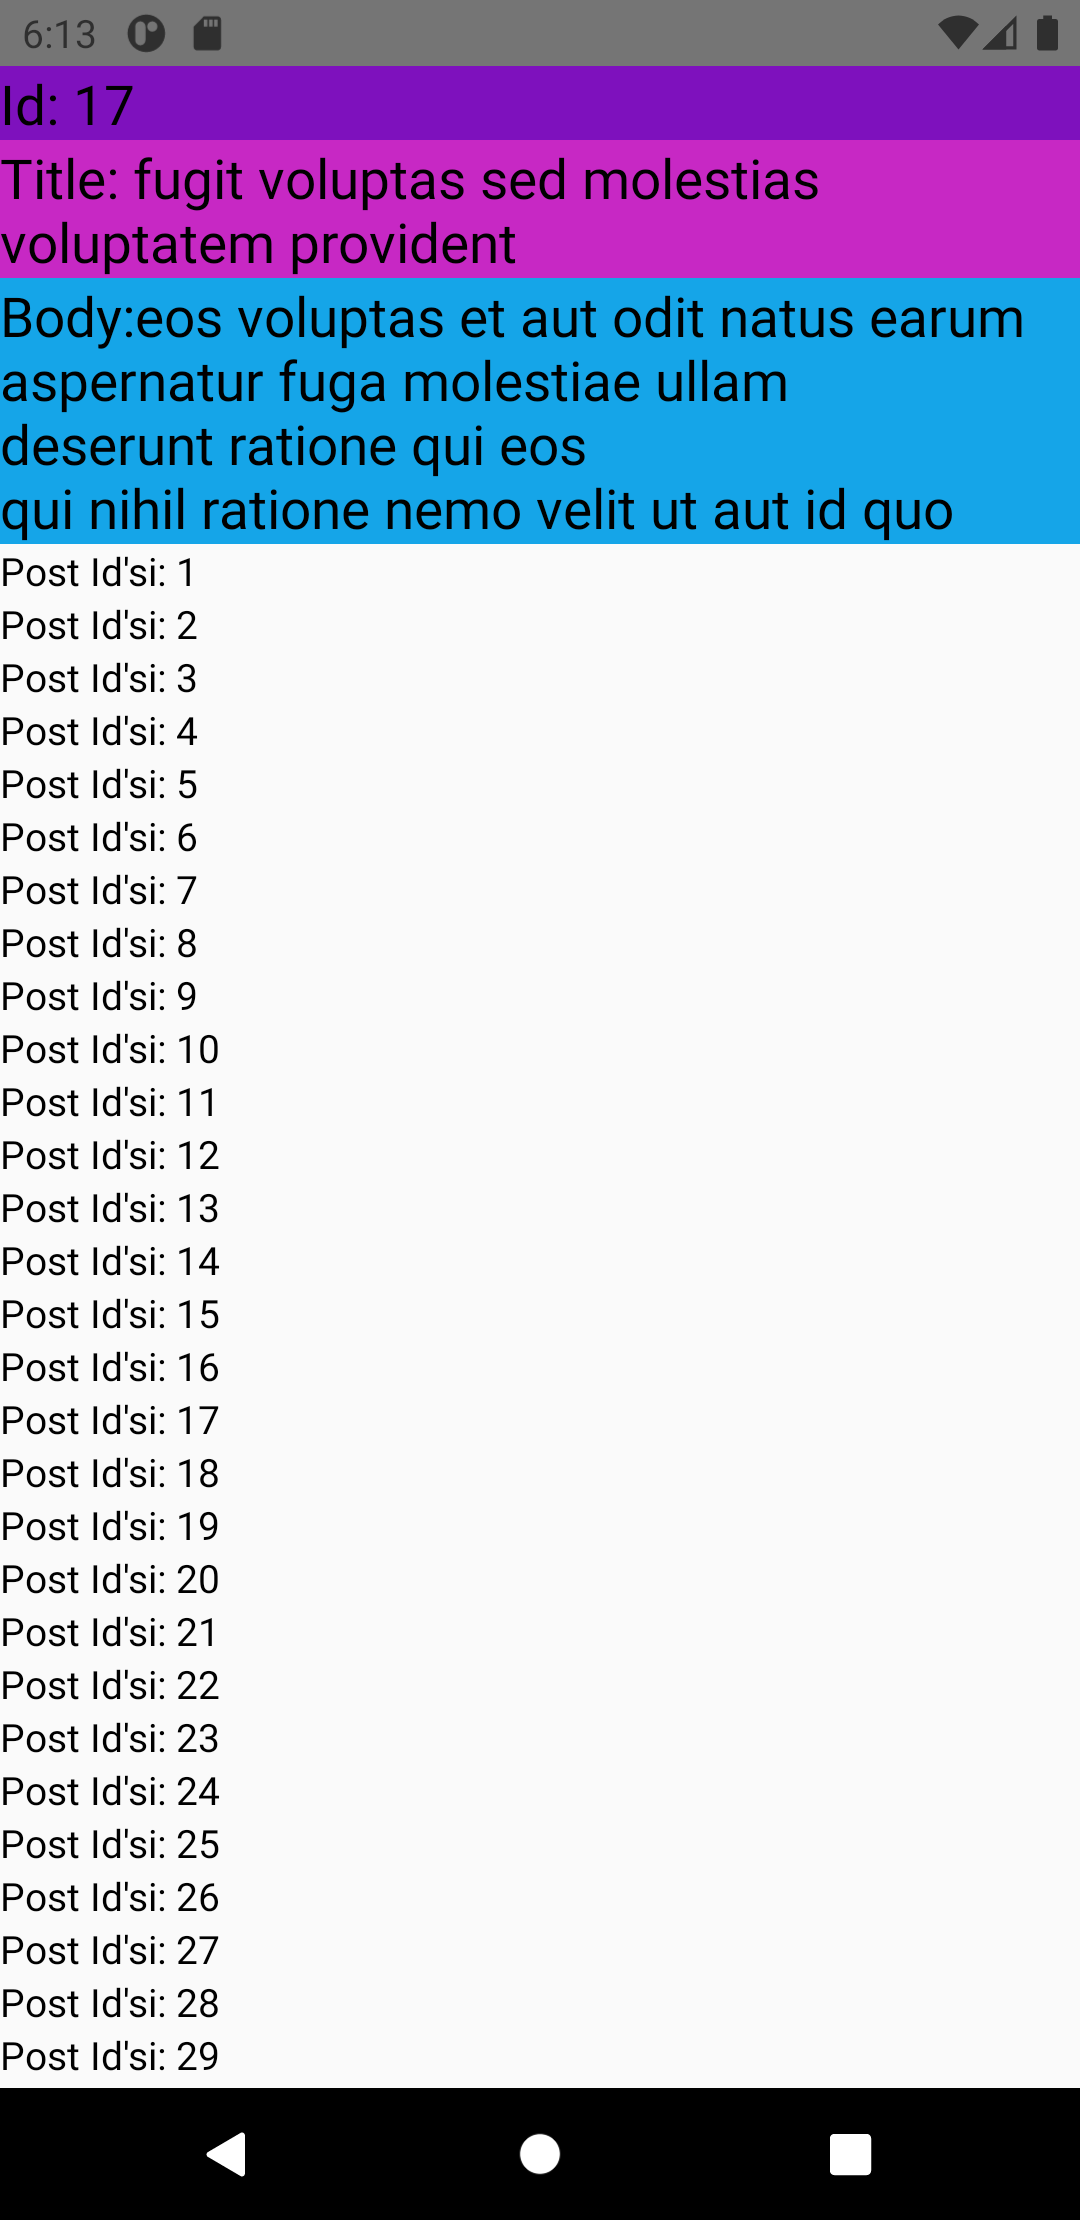 6:13
Id: 17
Title: fugit voluptas sed molestias
voluptatem provident
Body:eos voluptas et aut odit natus earum
aspernatur fuga molestiae ullam
deserunt ratione qui eos
qui nihil ratione nemo velit ut aut id quo
Post Id'si: 1
Post Id'si: 2
Post Id'si: 3
Post Id'si: 4
Post Id'si: 5
Post Id'si: 6
Post Id'si: 7
Post Id'si: 8
Post Id'si: 9
Post Id'si: 10
Post Id'si: 11
Post Id'si: 12
Post Id'si: 13
Post Id'si: 14
Post Id'si: 15
Post Id'si: 16
Post Id'si: 17
Post Id'si: 18
Post Id'si: 19
Post Id'si: 20
Post Id'si: 21
Post Id'si: 22
Post Id'si: 23
Post Id'si: 24
Post Id'si: 25
Post Id'si: 26
Post Id'si: 27
Post Id'si: 28
Post Id'si: 29